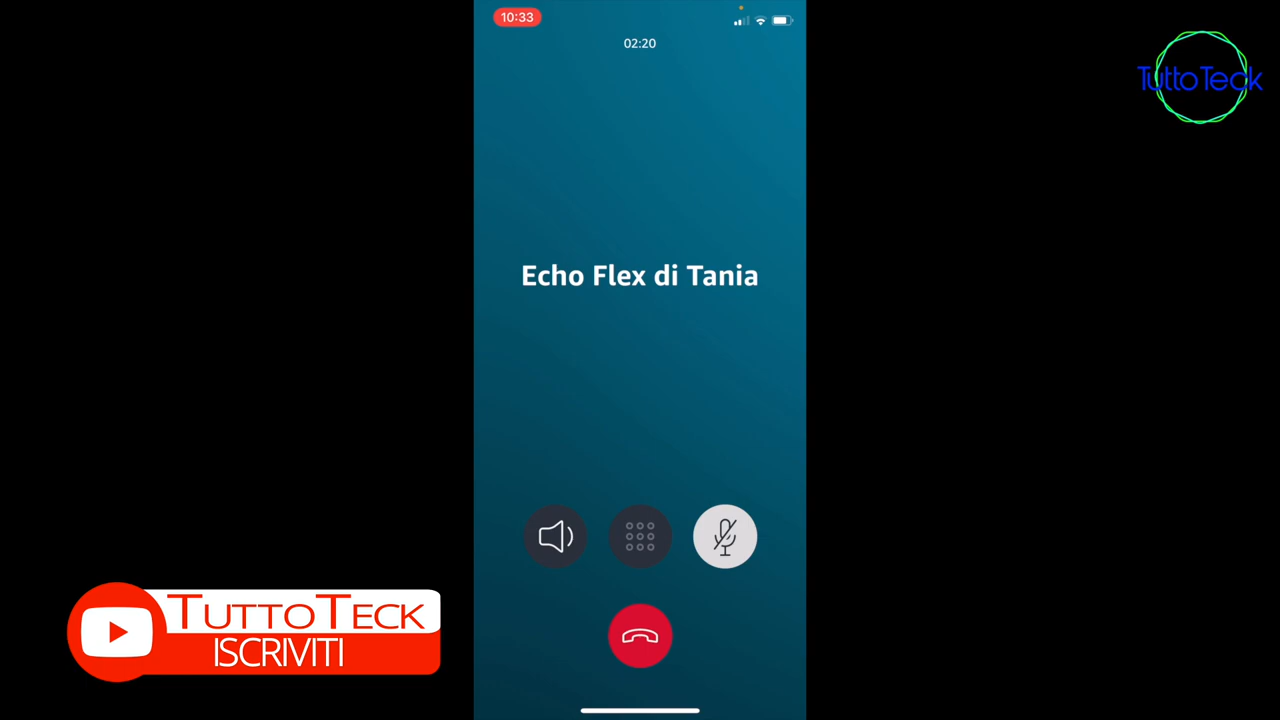 10:33
02:20
TuttoTeck
Echo Flex di Tania
TUTTOTECK
ISCRIVITI